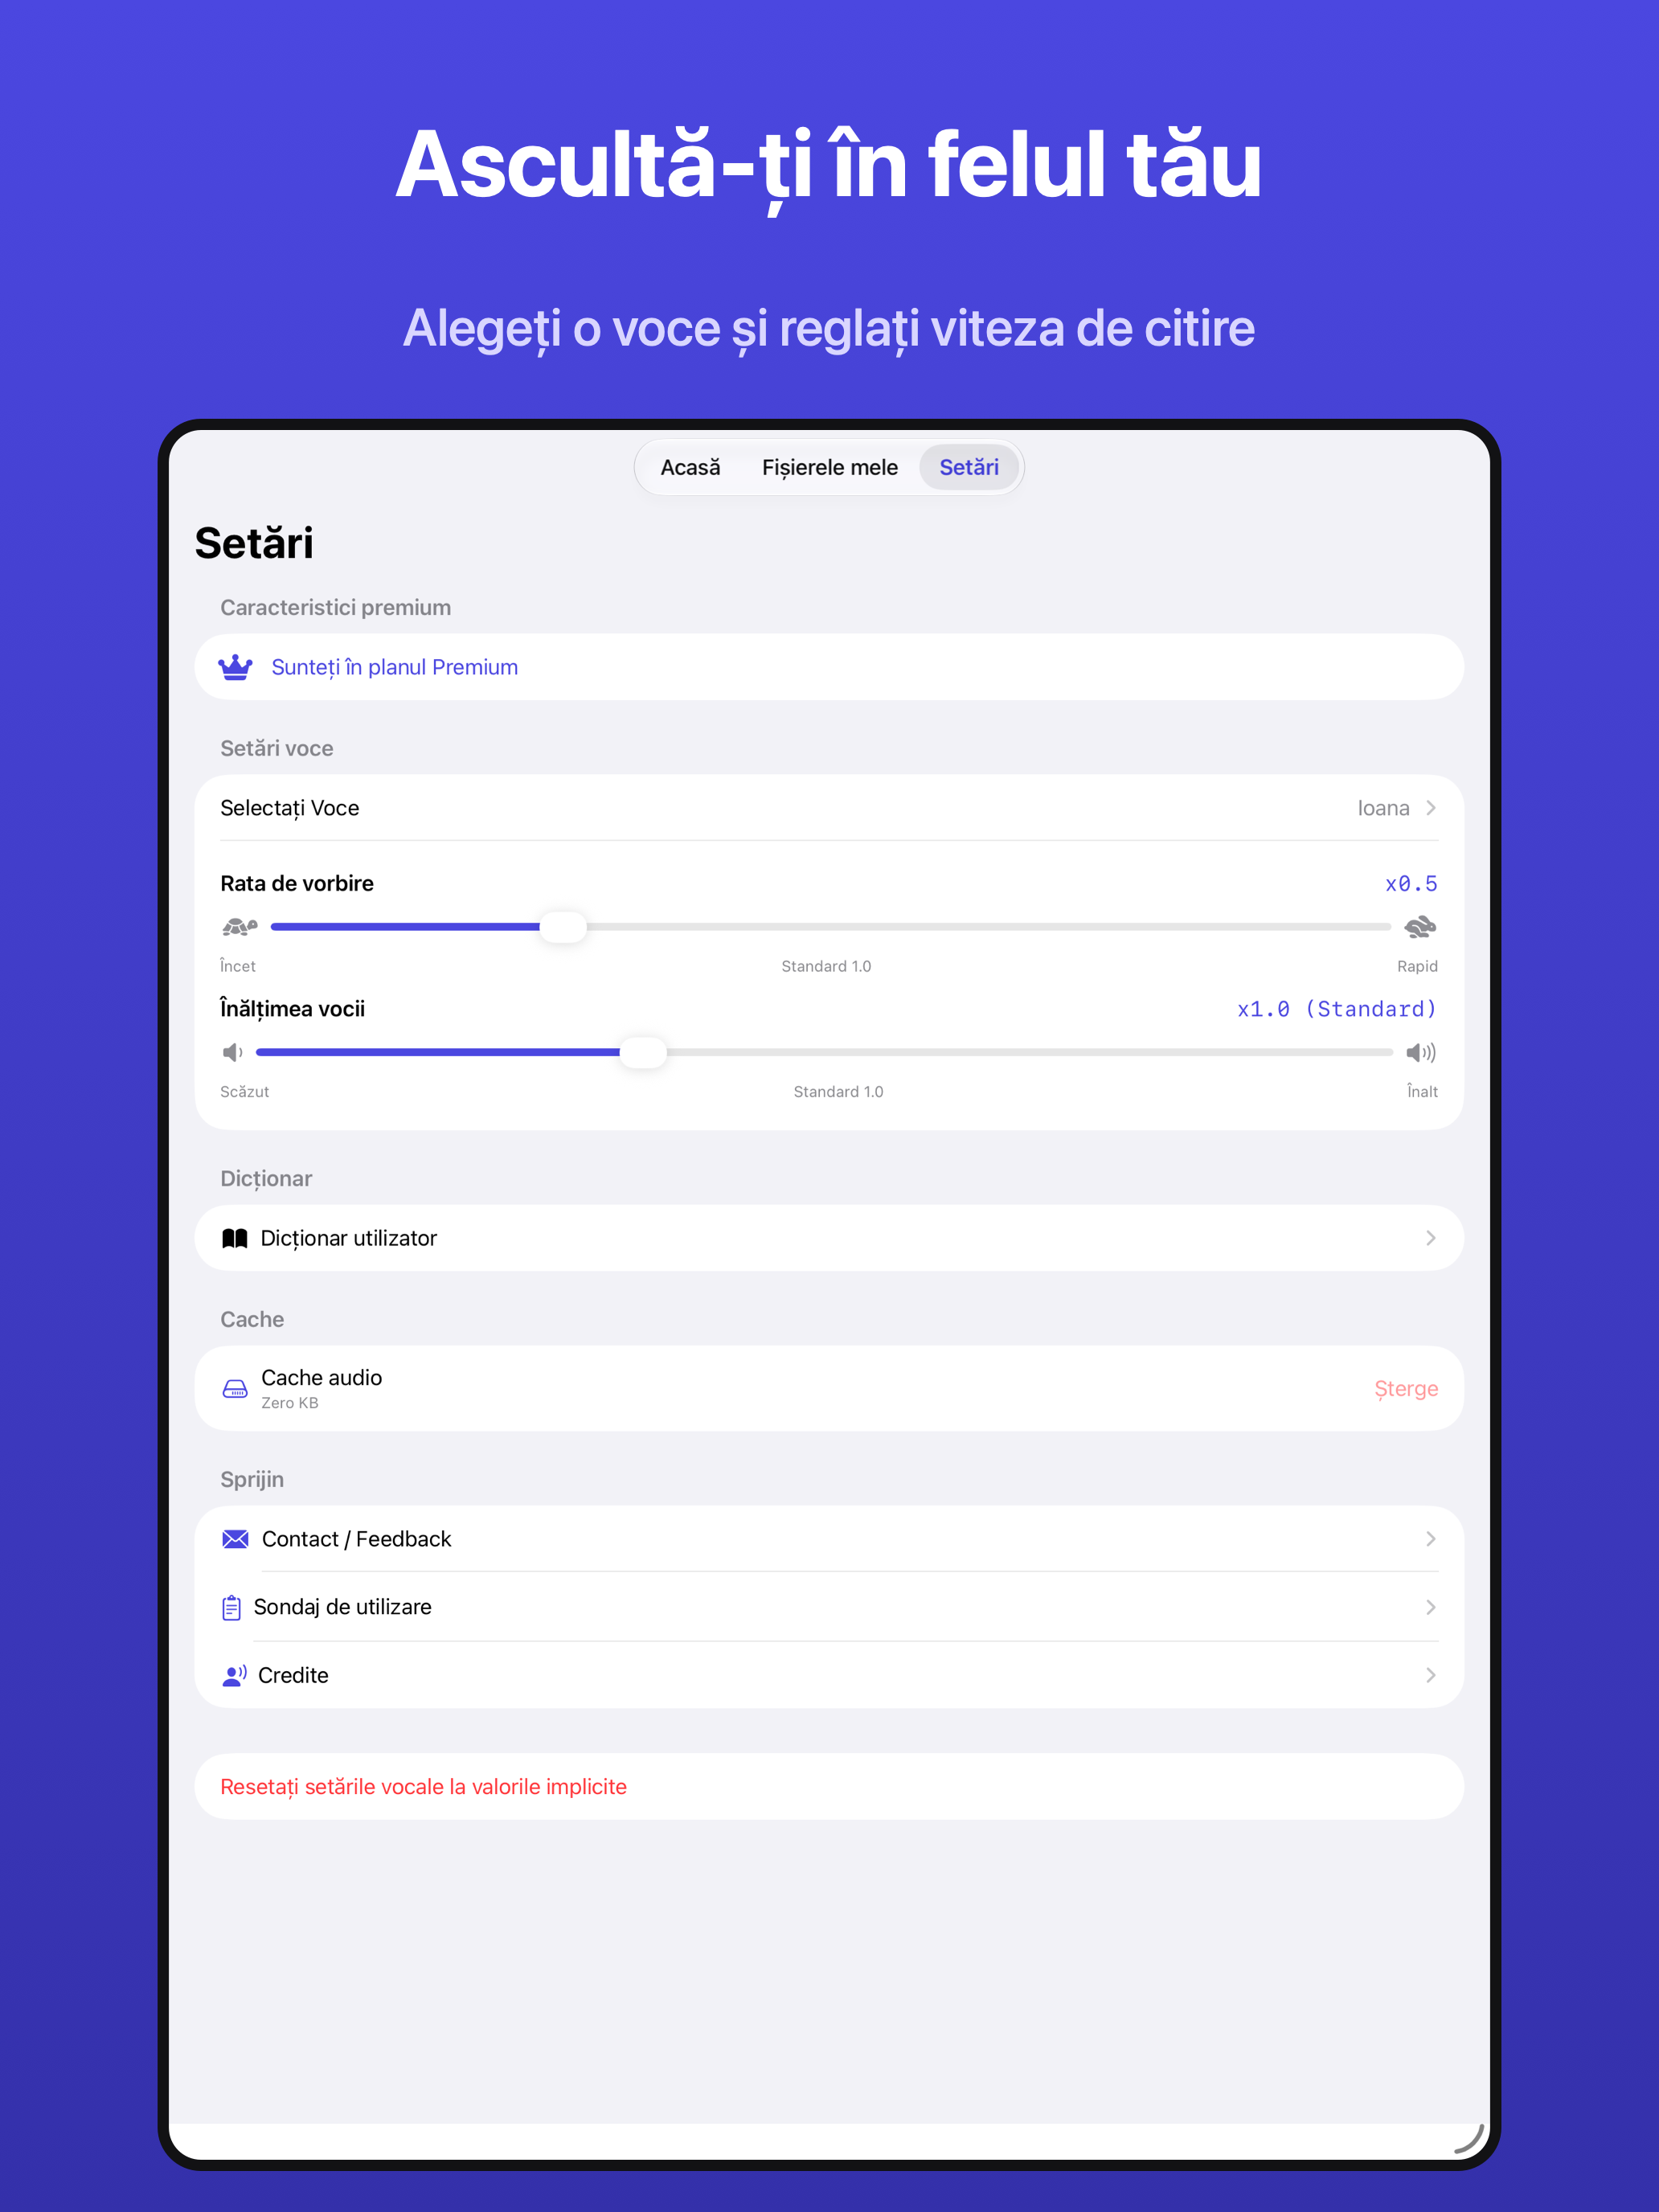 Ascultă-ți în felul tău
Alegeți o voce și reglați viteza de citire
Acasă
Fișierele mele
Setări
Setări
Caracteristici premium
Sunteți în planul Premium
Setări voce
Selectați Voce
Ioana
Rata de vorbire
x0.5
Încet
Standard 1.0
Rapid
Înălțimea vocii
x1.0 (Standard)
Scăzut
Standard 1.0
Înalt
Dicționar
Dicționar utilizator
Cache
Cache audio
Zero KB
Șterge
Sprijin
Contact / Feedback
Sondaj de utilizare
Credite
Resetați setările vocale la valorile implicite